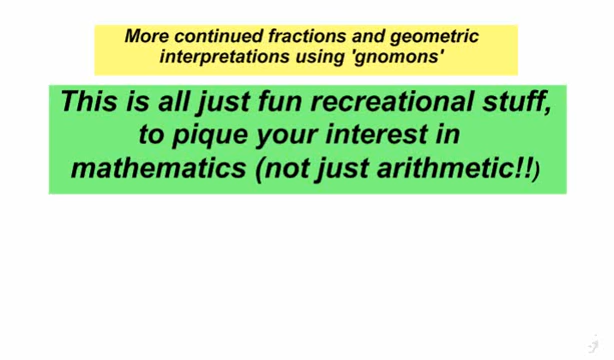 More continued fractions and geometric
interpretations using 'gnomons'
This is all just fun recreational stuff,
to pique your interest in
mathematics (not just arithmetic!!)